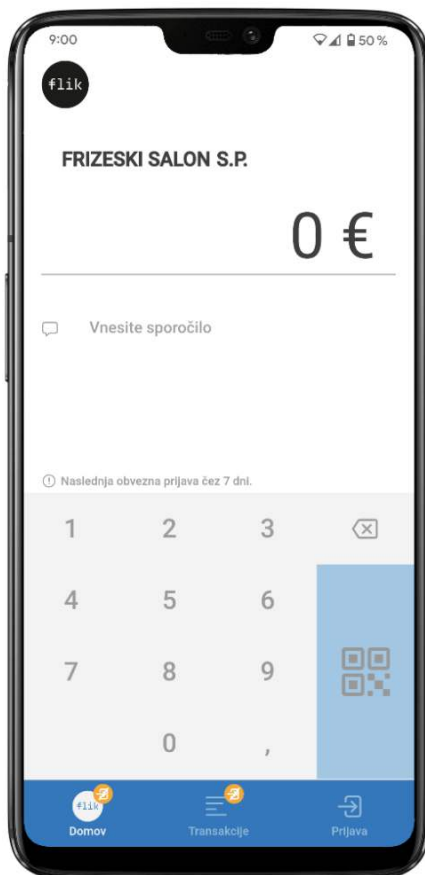 9:00 50 %
flik
FRIZESKI SALON S.P.
0 €
Vnesite sporočilo
Naslednja obvezna prijava čez 7 dni.
1 2 3
4 5 6
7 8 9
0 ,
flik
Domov Transakcije Prijava